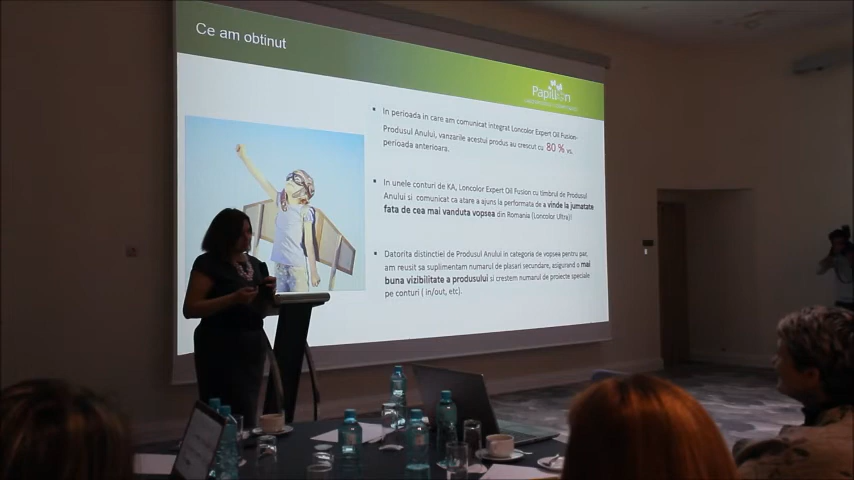 Ce am obtinut
Papillon
In perioada in care am comunicat integrat Loncolor Expert Oil Fusion-
Produsul Anului, vanzarile acestui produs au crescut cu 80 % vs.
perioada anterioara.
In unele conturi de KA, Loncolor Expert Oil Fusion cu timbrul de Produsul
Anului si comunicat ca atare a ajuns la performata de a vinde la jumatate
fata de cea mai vanduta vopsea din Romania (Loncolor Ultra)!
Datorita distinctiei de Produsul Anului in categoria de vopsea pentru par,
am reusit sa suplimentam numarul de plasari secundare, asigurand o mai
buna vizibilitate a produsului si crestem numarul de proiecte speciale
pe conturi ( in/out, etc).